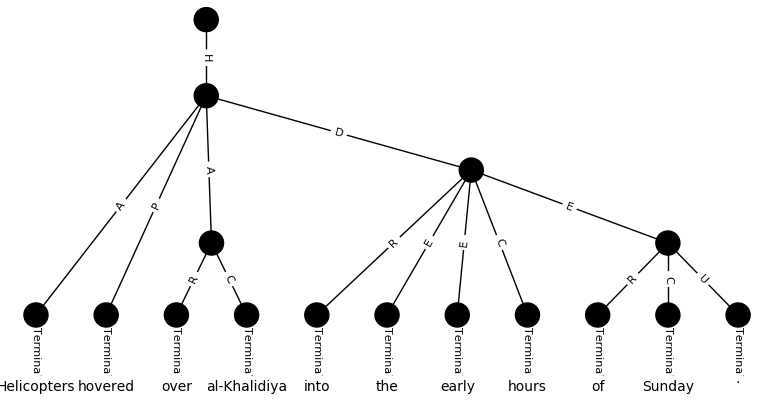 H
A P A D
R C R E E C E
R C U
Termina Termina Termina Termina Termina Termina Termina Termina Termina Termina Termina
Helicopters hovered over al-Khalidiya into the early hours of Sunday .